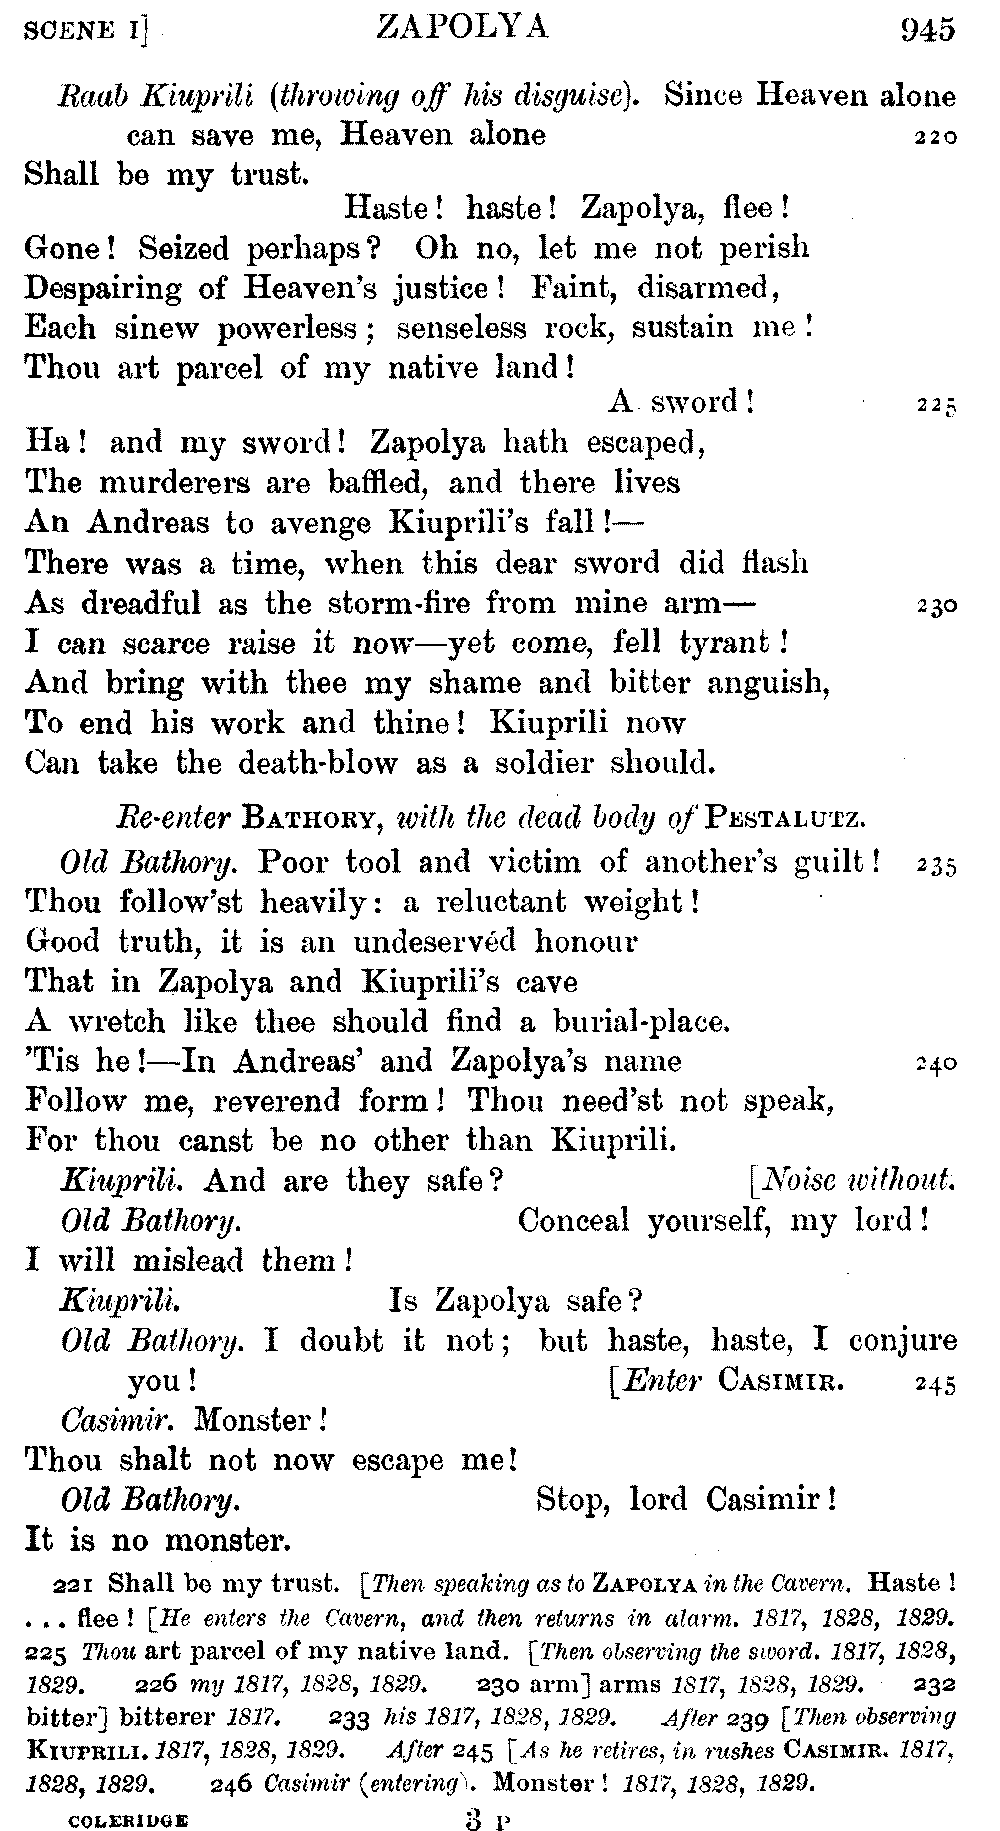 SCENE I] ZAPOLYA 945
Raab Kiuprili (throwing off his disguise). Since Heaven alone
can save me, Heaven alone 220
Shall be my trust.
Haste! haste! Zapolya, flee!
Gone! Seized perhaps? Oh no, let me not perish
Despairing of Heaven's justice! Faint, disarmed,
Each sinew powerless; senseless rock, sustain me!
Thou art parcel of my native land!
A sword! 225
Ha! and my sword! Zapolya hath escaped,
The murderers are baffled, and there lives
An Andreas to avenge Kiuprili's fall!—
There was a time, when this dear sword did flash
As dreadful as the storm-fire from mine arm— 230
I can scarce raise it now—yet come, fell tyrant!
And bring with thee my shame and bitter anguish,
To end his work and thine! Kiuprili now
Can take the death-blow as a soldier should.
Re-enter BATHORY, with the dead body of PESTALUTZ.
Old Bathory. Poor tool and victim of another's guilt! 235
Thou follow'st heavily: a reluctant weight!
Good truth, it is an undeservéd honour
That in Zapolya and Kiuprili's cave
A wretch like thee should find a burial-place.
'Tis he!—In Andreas' and Zapolya's name 240
Follow me, reverend form! Thou need'st not speak,
For thou canst be no other than Kiuprili.
Kiuprili. And are they safe? [Noise without.
Old Bathory. Conceal yourself, my lord!
I will mislead them!
Kiuprili. Is Zapolya safe?
Old Bathory. I doubt it not; but haste, haste, I conjure
you! [Enter CASIMIR. 245
Casimir. Monster!
Thou shalt not now escape me!
Old Bathory. Stop, lord Casimir!
It is no monster.
221 Shall be my trust. [Then speaking as to ZAPOLYA in the Cavern. Haste!
... flee! [He enters the Cavern, and then returns in alarm. 1817, 1828, 1829.
225 Thou art parcel of my native land. [Then observing the sword. 1817, 1828,
1829. 226 my 1817, 1828, 1829. 230 arm] arms 1817, 1828, 1829. 232
bitter] bitterer 1817. 233 his 1817, 1828, 1829. After 239 [Then observing
KIUPRILI. 1817, 1828, 1829. After 245 [As he retires, in rushes CASIMIR. 1817,
1828, 1829. 246 Casimir (entering). Monster! 1817, 1828, 1829.
COLERIDGE 3 P